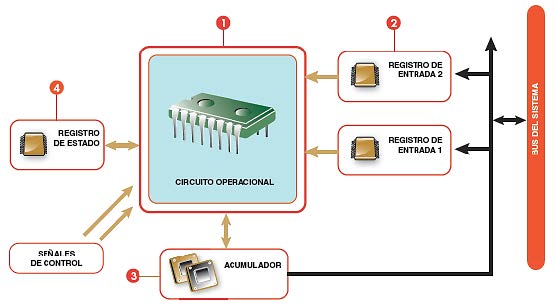 1
2
4
REGISTRO DE
ENTRADA 2
REGISTRO
DE ESTADO
REGISTRO DE
ENTRADA 1
CIRCUITO OPERACIONAL
BUS DEL SISTEMA
SEÑALES
DE CONTROL
3
ACUMULADOR